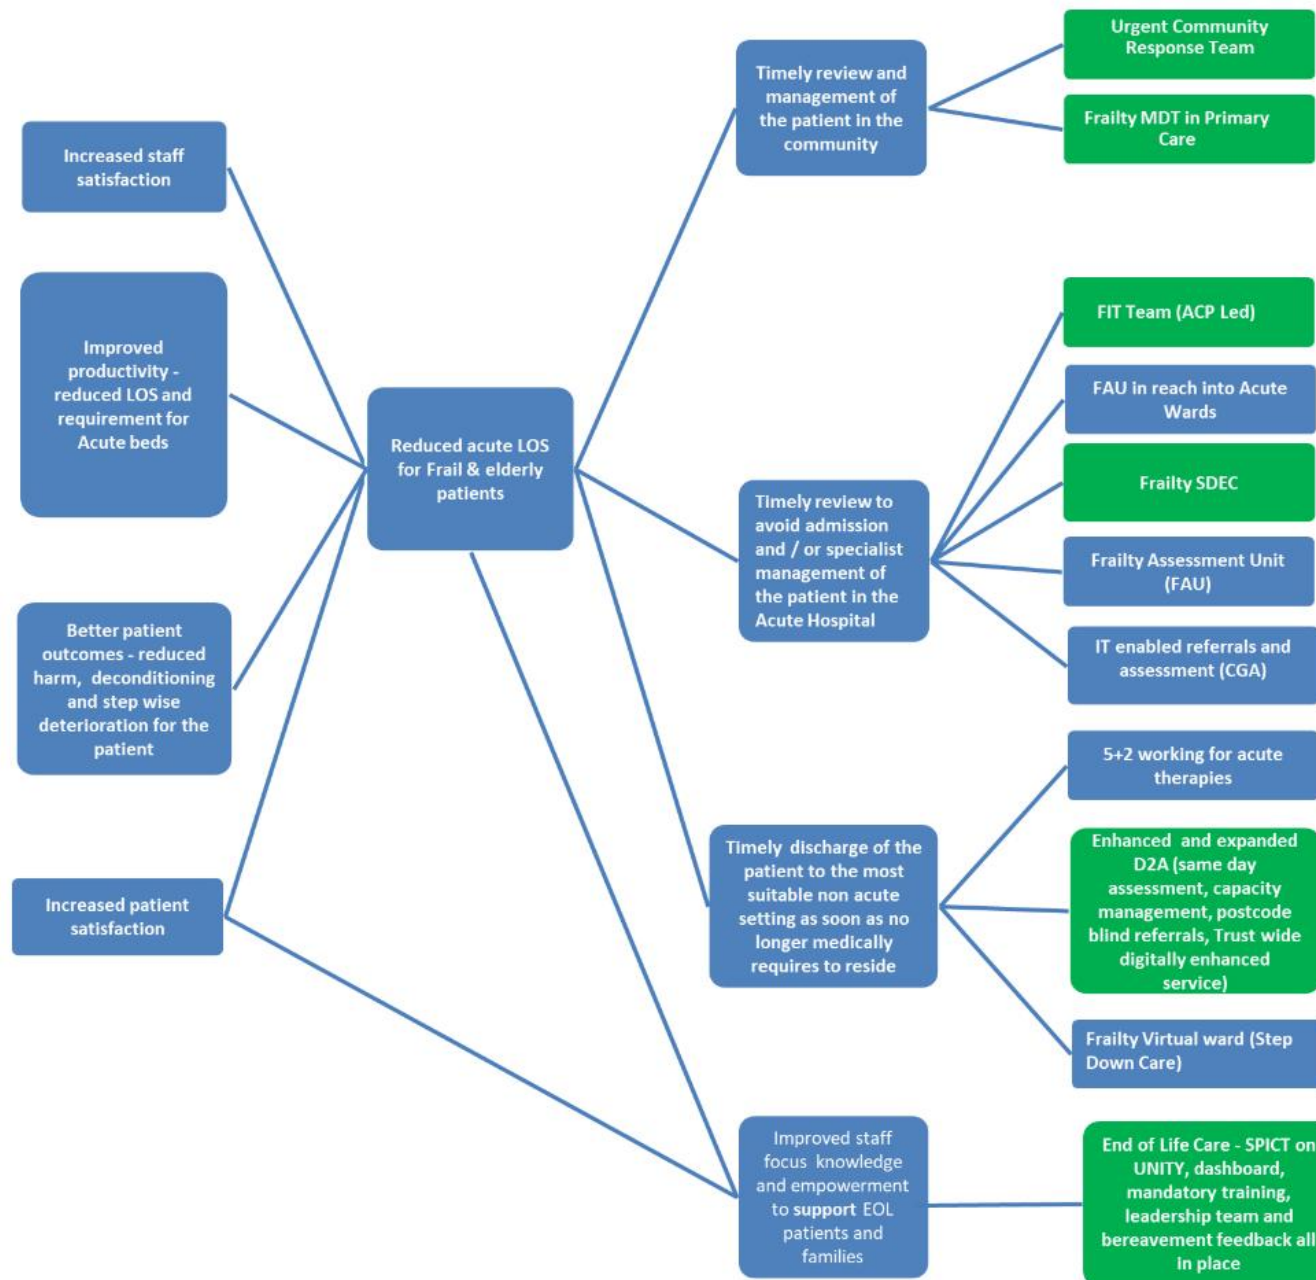 Increased staff
satisfaction
Improved
productivity -
reduced LOS and
requirement for
Acute beds
Better patient
outcomes - reduced
harm, deconditioning
and step wise
deterioration for the
patient
Increased patient
satisfaction
Reduced acute LOS
for Frail & elderly
patients
Timely review and
management of
the patient in the
community
Timely review to
avoid admission
and / or specialist
management of
the patient in the
Acute Hospital
Timely discharge of the
patient to the most
suitable non acute
setting as soon as no
longer medically
requires to reside
Improved staff
focus knowledge
and empowerment
to support EOL
patients and
families
Urgent Community
Response Team
Frailty MDT in Primary
Care
FIT Team (ACP Led)
FAU in reach into Acute
Wards
Frailty SDEC
Frailty Assessment Unit
(FAU)
IT enabled referrals and
assessment (CGA)
5+2 working for acute
therapies
Enhanced and expanded
D2A (same day
assessment, capacity
management, postcode
blind referrals, Trust wide
digitally enhanced
service)
Frailty Virtual ward (Step
Down Care)
End of Life Care - SPICT on
UNITY, dashboard,
mandatory training,
leadership team and
bereavement feedback all
in place